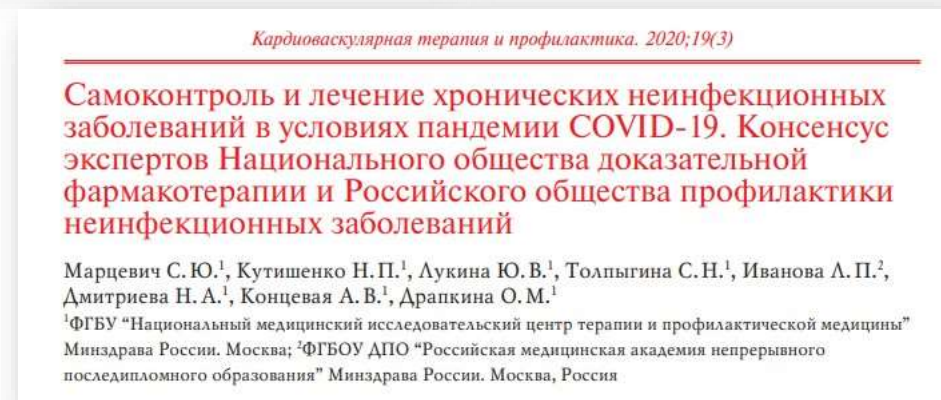 Кардиоваскулярная терапия и профилактика. 2020;19(3)
Самоконтроль и лечение хронических неинфекционных
заболеваний в условиях пандемии COVID-19. Консенсус
экспертов Национального общества доказательной
фармакотерапии и Российского общества профилактики
неинфекционных заболеваний
Марцевич С. Ю.¹, Кутишенко Н. П.¹, Лукина Ю. В.¹, Толпыгина С. Н.¹, Иванова Л. П.²,
Дмитриева Н. А.¹, Концевая А. В.¹, Драпкина О. М.¹
¹ФГБУ “Национальный медицинский исследовательский центр терапии и профилактической медицины”
Минздрава России. Москва; ²ФГБОУ ДПО “Российская медицинская академия непрерывного
последипломного образования” Минздрава России. Москва, Россия